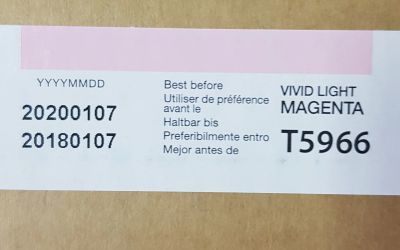 YYYYMMDD
20200107
20180107
Best before
Utiliser de préférence
avant le
Haltbar bis
Preferibilmente entro
Mejor antes de
VIVID LIGHT
MAGENTA
T5966